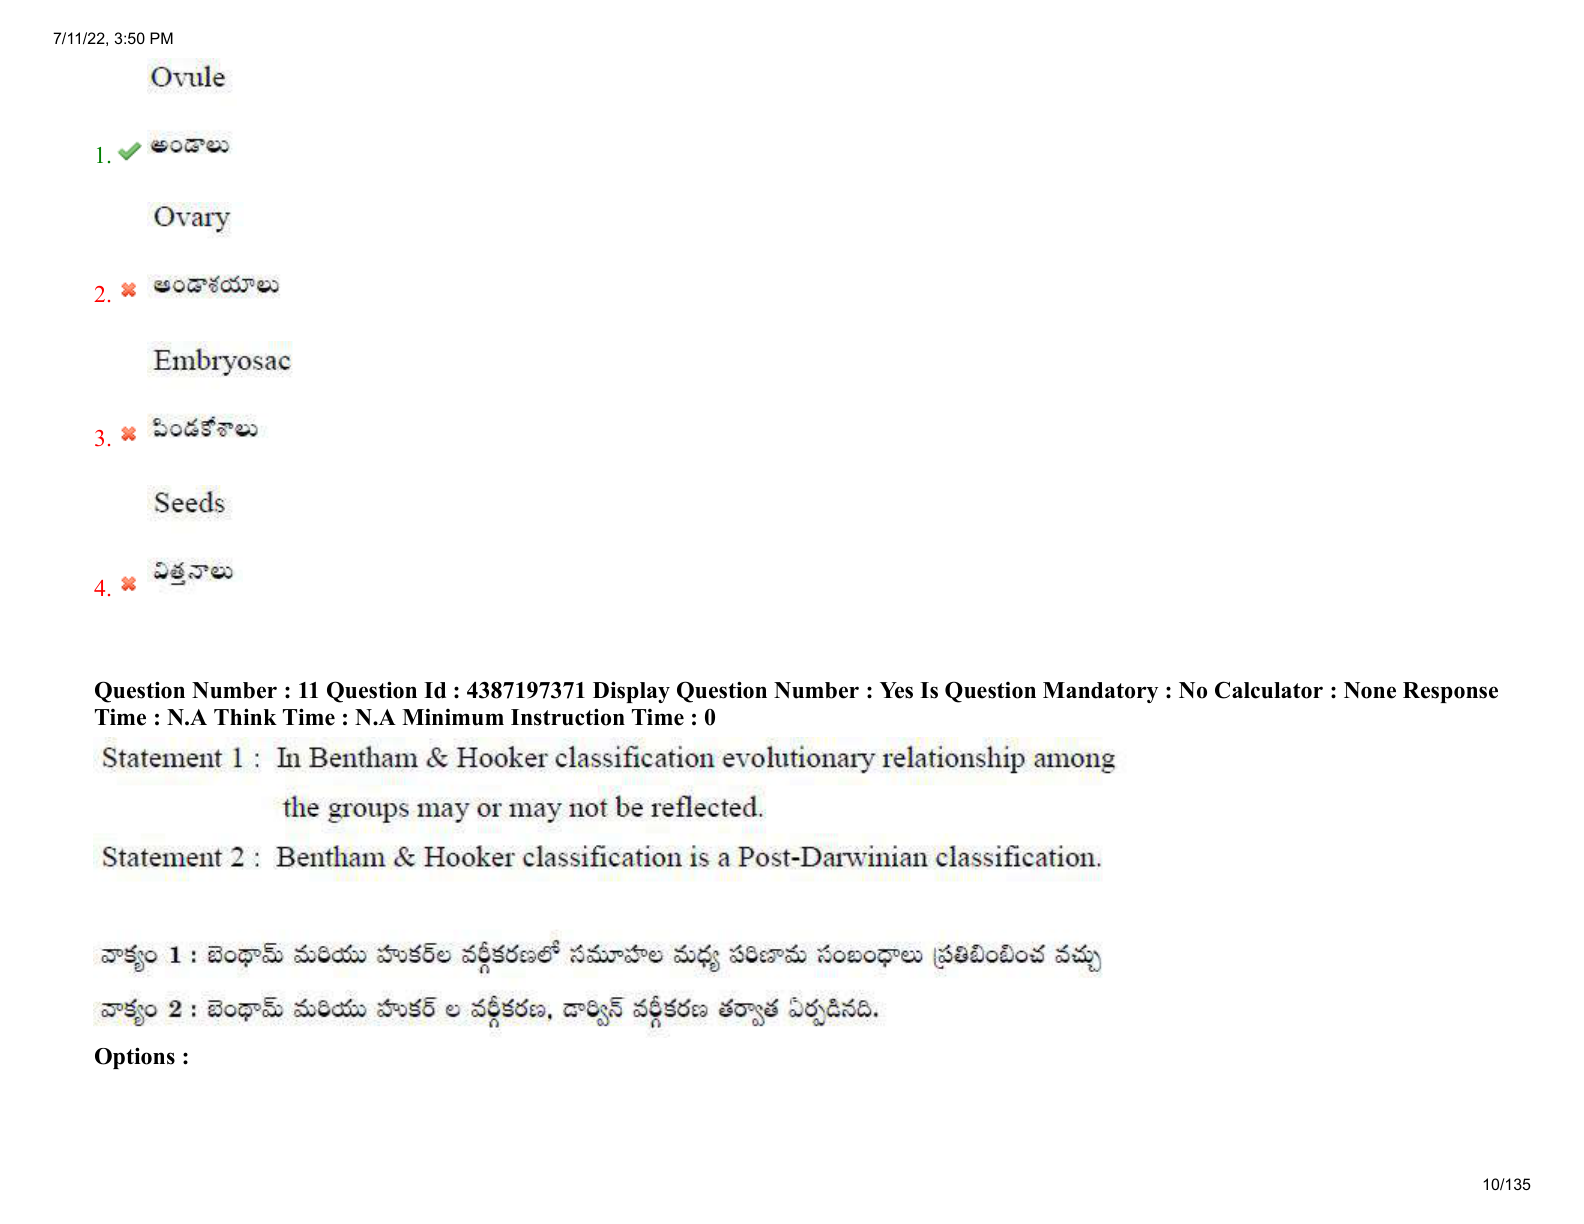 7/11/22, 3:50 PM
Ovule
1. అండాలు
Ovary
2. అండాశయాలు
Embryosac
3. పిండకోశాలు
Seeds
4. విత్తనాలు
Question Number : 11 Question Id : 4387197371 Display Question Number : Yes Is Question Mandatory : No Calculator : None Response
Time : N.A Think Time : N.A Minimum Instruction Time : 0
Statement 1 : In Bentham & Hooker classification evolutionary relationship among
the groups may or may not be reflected.
Statement 2 : Bentham & Hooker classification is a Post-Darwinian classification.
వాక్యం 1 : బెంథామ్ మరియు హుకర్‌ల వర్గీకరణలో సమూహల మధ్య పరిణామ సంబంధాలు ప్రతిబింబించ వచ్చు
వాక్యం 2 : బెంథామ్ మరియు హుకర్ ల వర్గీకరణ, డార్విన్ వర్గీకరణ తర్వాత ఏర్పడినది.
Options :
10/135